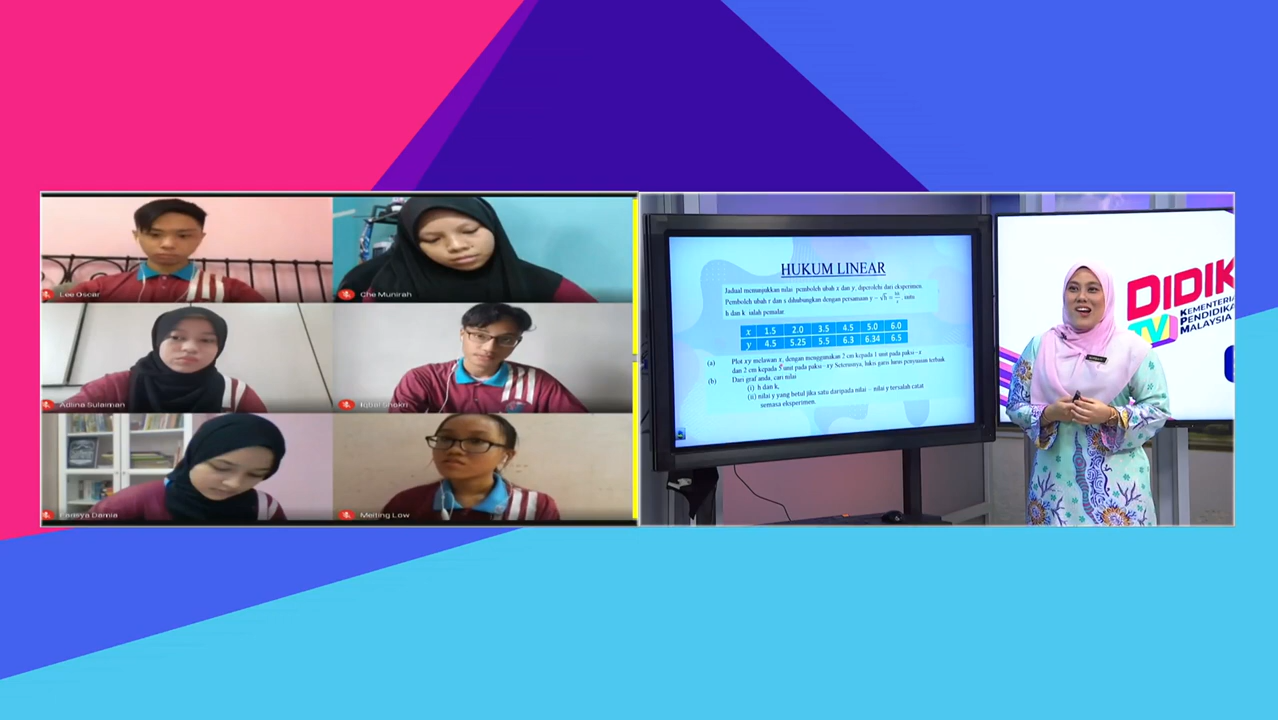 Lee Oscar
Che Munirah
Adlina Sulaiman
Iqbal Shakri
Damia
Meiting Low
HUKUM LINEAR
Jadual menunjukkan nilai pemboleh ubah x dan y, diperolehi dari eksperimen.
Pemboleh ubah r dan s dihubungkan dengan persamaan
h dan k ialah pemalar
x 1.5 2.0 3.5 4.5 5.0 6.0
y 4.5 5.25 5.5 6.3 6.34 6.5
(a) Plot xy melawan x, dengan menggunakan 2 cm kepada 1 unit pada paksi-x
dan 2 cm kepada 5 unit pada paksi-xy Seterusnya, lukis garis lurus penyuaian terbaik
(b) Dari graf anda, cari nilai
(i) h dan k,
(ii) nilai y yang betul jika satu daripada nilai – nilai y tersalah catat
semasa eksperimen.
DIDIK
TV
KEMENTERI
PENDIDIKA
MALAYSIA